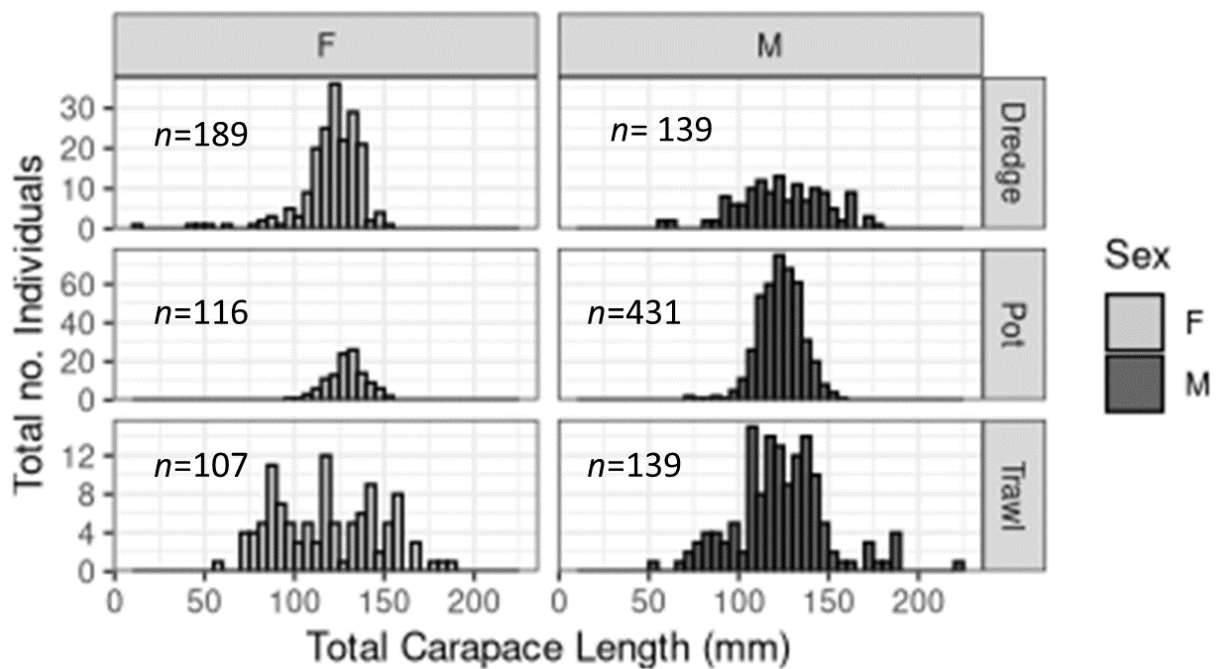 F M
30
20
10
0
n=189
n= 139
Dredge
60
40
20
0
n=116
n=431
Pot
12
8
4
0
n=107
n=139
Trawl
0 50 100 150 200 0 50 100 150 200
Total Carapace Length (mm)
Total no. Individuals
Sex
F
M